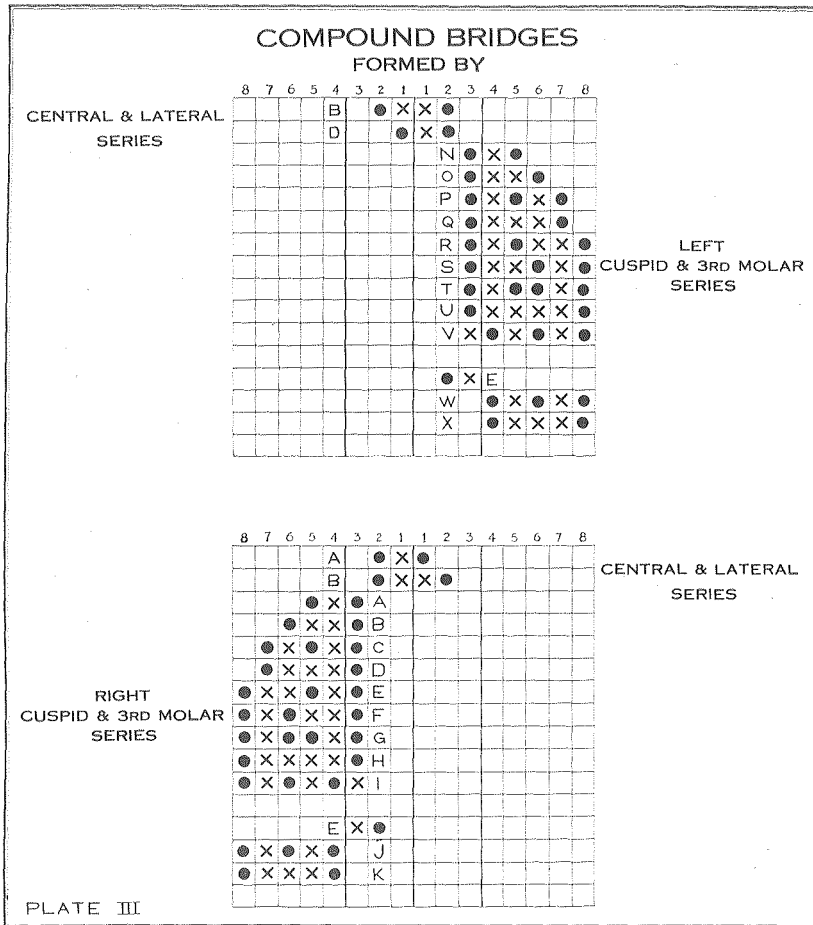 COMPOUND BRIDGES
FORMED BY
8 7 6 5 4 3 2 1 1 2 3 4 5 6 7 8
CENTRAL & LATERAL
SERIES
B ● X X ●
D ● X ●
N ● X ●
O ● X X ●
P ● X ● X ●
Q ● X X X ●
R ● X ● X X ●
S ● X X ● X ●
T ● X ● ● X ●
U ● X X X X ●
V X ● X ● X ●
● X E
W ● X ● X ●
X ● X X X ●
LEFT
CUSPID & 3RD MOLAR
SERIES
8 7 6 5 4 3 2 1 1 2 3 4 5 6 7 8
A ● X ●
B ● X X ●
CENTRAL & LATERAL
SERIES
● X ● A
● X X ● B
● X ● X ● C
● X X X ● D
● X X ● X ● E
● X ● X X ● F
● X ● ● X ● G
● X X X X ● H
● X ● X ● X I
E X ●
● X ● X ● J
● X X X ● K
RIGHT
CUSPID & 3RD MOLAR
SERIES
PLATE III